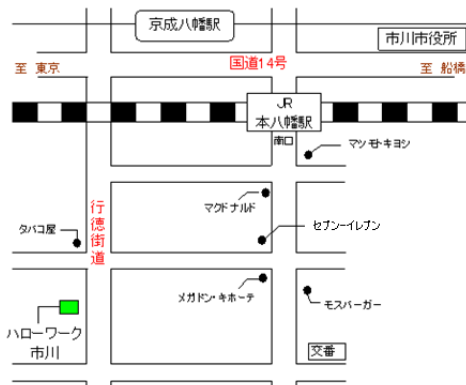 京成八幡駅
市川市役所
国道14号
至 東京
至 船橋
JR
本八幡駅
南口
マツモトキヨシ
行徳街道
マクドナルド
タバコ屋
セブンーイレブン
メガドン・キホーテ
モスバーガー
ハローワーク
市川
交番